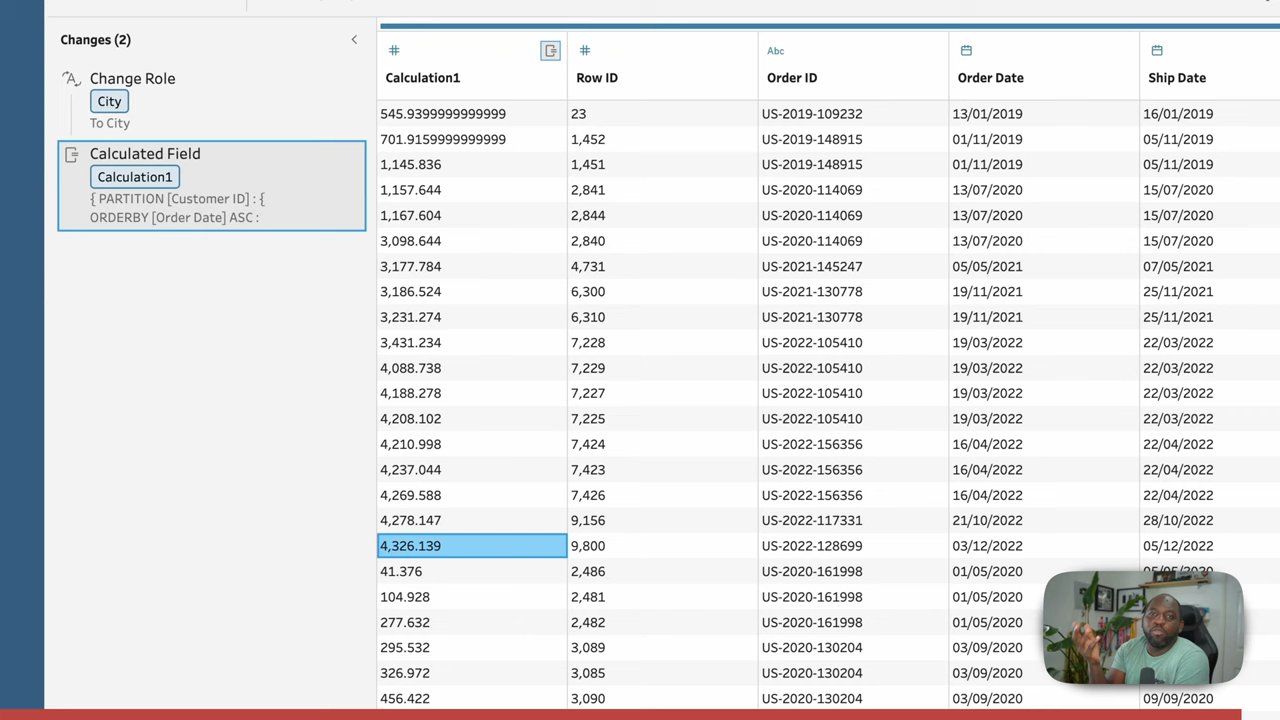 Changes (2)
Change Role
City
To City
Calculated Field
Calculation1
{ PARTITION [Customer ID] : {
ORDERBY [Order Date] ASC :
Abc
Calculation1 Row ID Order ID Order Date Ship Date
545.9399999999999 23 US-2019-109232 13/01/2019 16/01/2019
701.9159999999999 1,452 US-2019-148915 01/11/2019 05/11/2019
1,145.836 1,451 US-2019-148915 01/11/2019 05/11/2019
1,157.644 2,841 US-2020-114069 13/07/2020 15/07/2020
1,167.604 2,844 US-2020-114069 13/07/2020 15/07/2020
3,098.644 2,840 US-2020-114069 13/07/2020 15/07/2020
3,177.784 4,731 US-2021-145247 05/05/2021 07/05/2021
3,186.524 6,300 US-2021-130778 19/11/2021 25/11/2021
3,231.274 6,310 US-2021-130778 19/11/2021 25/11/2021
3,431.234 7,228 US-2022-105410 19/03/2022 22/03/2022
4,088.738 7,229 US-2022-105410 19/03/2022 22/03/2022
4,188.278 7,227 US-2022-105410 19/03/2022 22/03/2022
4,208.102 7,225 US-2022-105410 19/03/2022 22/03/2022
4,210.998 7,424 US-2022-156356 16/04/2022 22/04/2022
4,237.044 7,423 US-2022-156356 16/04/2022 22/04/2022
4,269.588 7,426 US-2022-156356 16/04/2022 22/04/2022
4,278.147 9,156 US-2022-117331 21/10/2022 28/10/2022
4,326.139 9,800 US-2022-128699 03/12/2022 05/12/2022
41.376 2,486 US-2020-161998 01/05/2020
104.928 2,481 US-2020-161998 01/05/2020
277.632 2,482 US-2020-161998 01/05/2020
295.532 3,089 US-2020-130204 03/09/2020
326.972 3,085 US-2020-130204 03/09/2020
456.422 3,090 US-2020-130204 03/09/2020 09/09/2020